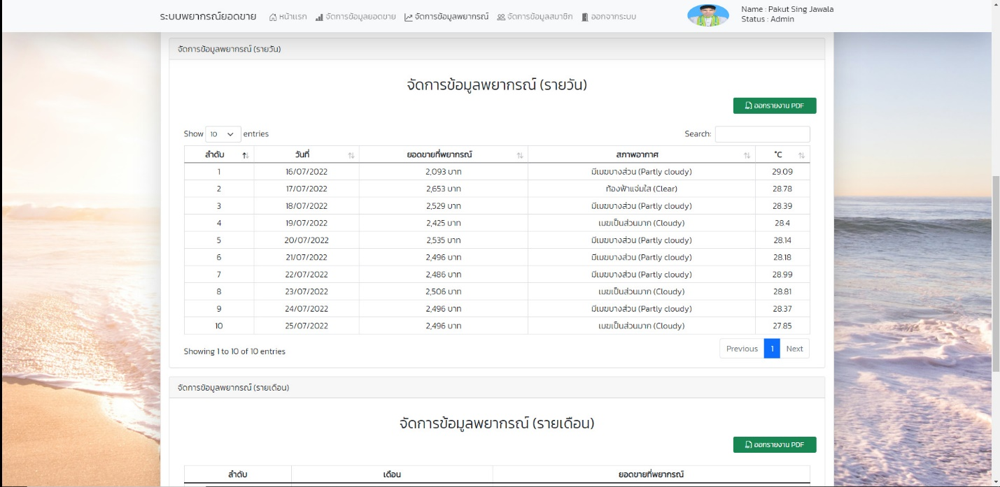 ระบบพยากรณ์ยอดขาย หน้าแรก จัดการข้อมูลยอดขาย จัดการข้อมูลพยากรณ์ จัดการข้อมูลสมาชิก ออกจากระบบ Name : Pakut Sing Jawala
Status : Admin
จัดการข้อมูลพยากรณ์ (รายวัน)
จัดการข้อมูลพยากรณ์ (รายวัน)
ออกรายงาน PDF
Show 10 entries Search:
ลำดับ วันที่ ยอดขายที่พยากรณ์ สภาพอากาศ °C
1 16/07/2022 2,093 บาท มีเมฆบางส่วน (Partly cloudy) 29.09
2 17/07/2022 2,653 บาท ท้องฟ้าแจ่มใส (Clear) 28.78
3 18/07/2022 2,529 บาท มีเมฆบางส่วน (Partly cloudy) 28.39
4 19/07/2022 2,425 บาท เมฆเป็นส่วนมาก (Cloudy) 28.4
5 20/07/2022 2,535 บาท มีเมฆบางส่วน (Partly cloudy) 28.14
6 21/07/2022 2,496 บาท มีเมฆบางส่วน (Partly cloudy) 28.18
7 22/07/2022 2,486 บาท มีเมฆบางส่วน (Partly cloudy) 28.99
8 23/07/2022 2,506 บาท เมฆเป็นส่วนมาก (Cloudy) 28.81
9 24/07/2022 2,496 บาท มีเมฆบางส่วน (Partly cloudy) 28.37
10 25/07/2022 2,496 บาท เมฆเป็นส่วนมาก (Cloudy) 27.85
Showing 1 to 10 of 10 entries Previous 1 Next
จัดการข้อมูลพยากรณ์ (รายเดือน)
จัดการข้อมูลพยากรณ์ (รายเดือน)
ออกรายงาน PDF
ลำดับ เดือน ยอดขายที่พยากรณ์